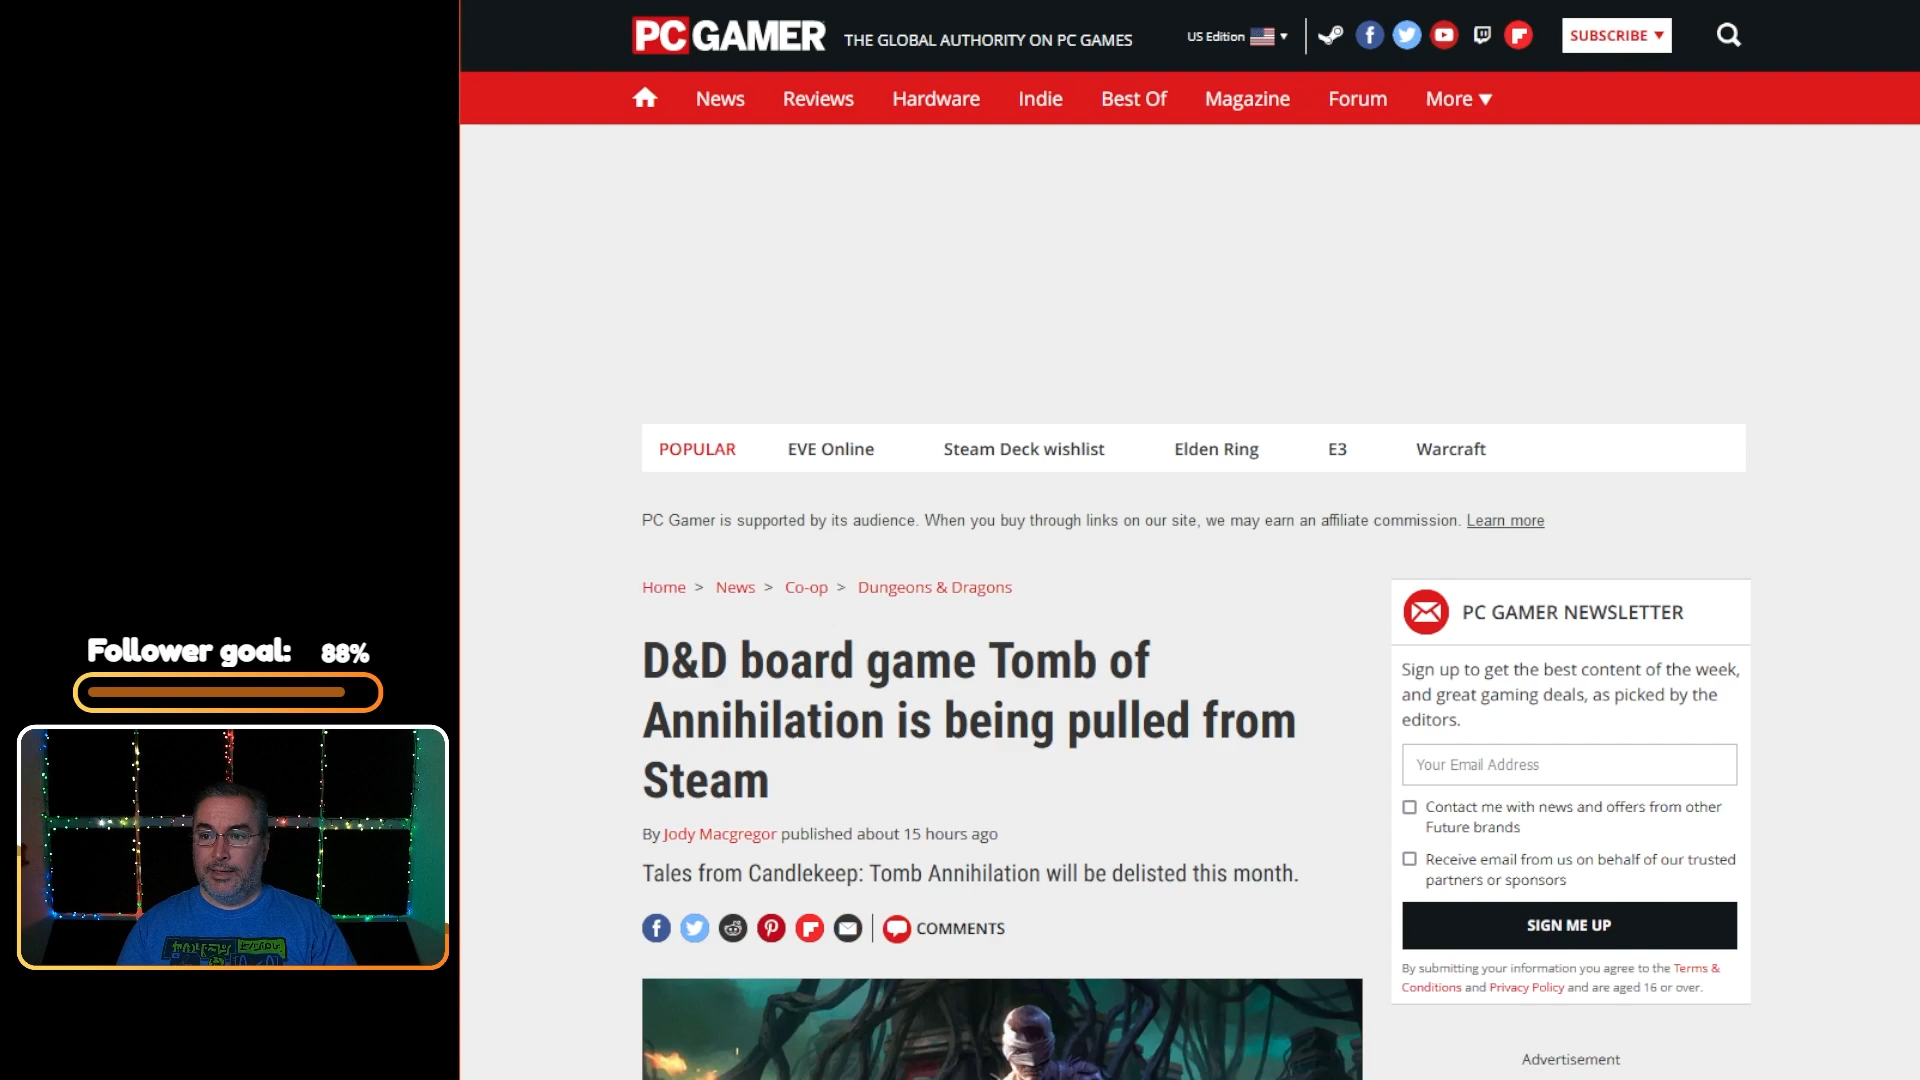 PC GAMER THE GLOBAL AUTHORITY ON PC GAMES US Edition SUBSCRIBE
News Reviews Hardware Indie Best Of Magazine Forum More
POPULAR EVE Online Steam Deck wishlist Elden Ring E3 Warcraft
PC Gamer is supported by its audience. When you buy through links on our site, we may earn an affiliate commission. Learn more
Home > News > Co-op > Dungeons & Dragons
D&D board game Tomb of
Annihilation is being pulled from
Steam
By Jody Macgregor published about 15 hours ago
Tales from Candlekeep: Tomb Annihilation will be delisted this month.
COMMENTS
PC GAMER NEWSLETTER
Sign up to get the best content of the week,
and great gaming deals, as picked by the
editors.
Your Email Address
Contact me with news and offers from other
Future brands
Receive email from us on behalf of our trusted
partners or sponsors
SIGN ME UP
By submitting your information you agree to the Terms &
Conditions and Privacy Policy and are aged 16 or over.
Advertisement
Follower goal: 88%